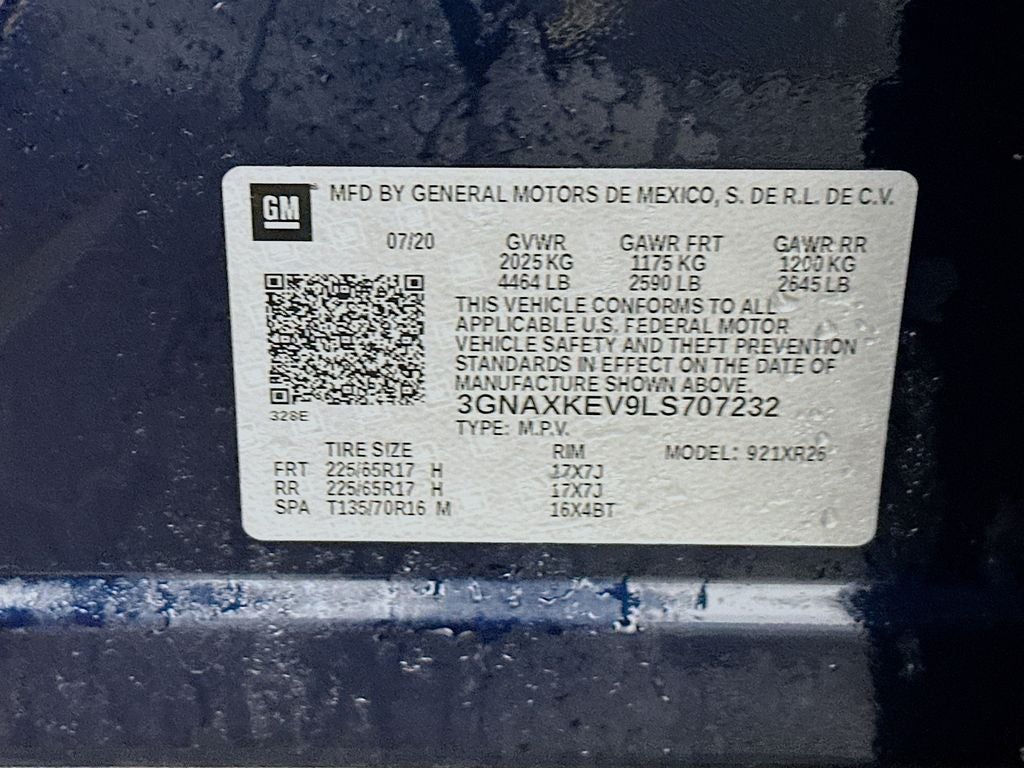 GM MFD BY GENERAL MOTORS DE MEXICO, S. DE R.L. DE C.V.
07/20 GVWR GAWR FRT GAWR RR
2025 KG 1175 KG 1200 KG
4464 LB 2590 LB 2645 LB
THIS VEHICLE CONFORMS TO ALL
APPLICABLE U.S. FEDERAL MOTOR
VEHICLE SAFETY AND THEFT PREVENTION
STANDARDS IN EFFECT ON THE DATE OF
MANUFACTURE SHOWN ABOVE.
328E
3GNAXKEV9LS707232
TYPE: M.P.V.
TIRE SIZE RIM MODEL: 921XR26
FRT 225/65R17 H 17X7J
RR 225/65R17 H 17X7J
SPA T135/70R16 M 16X4BT